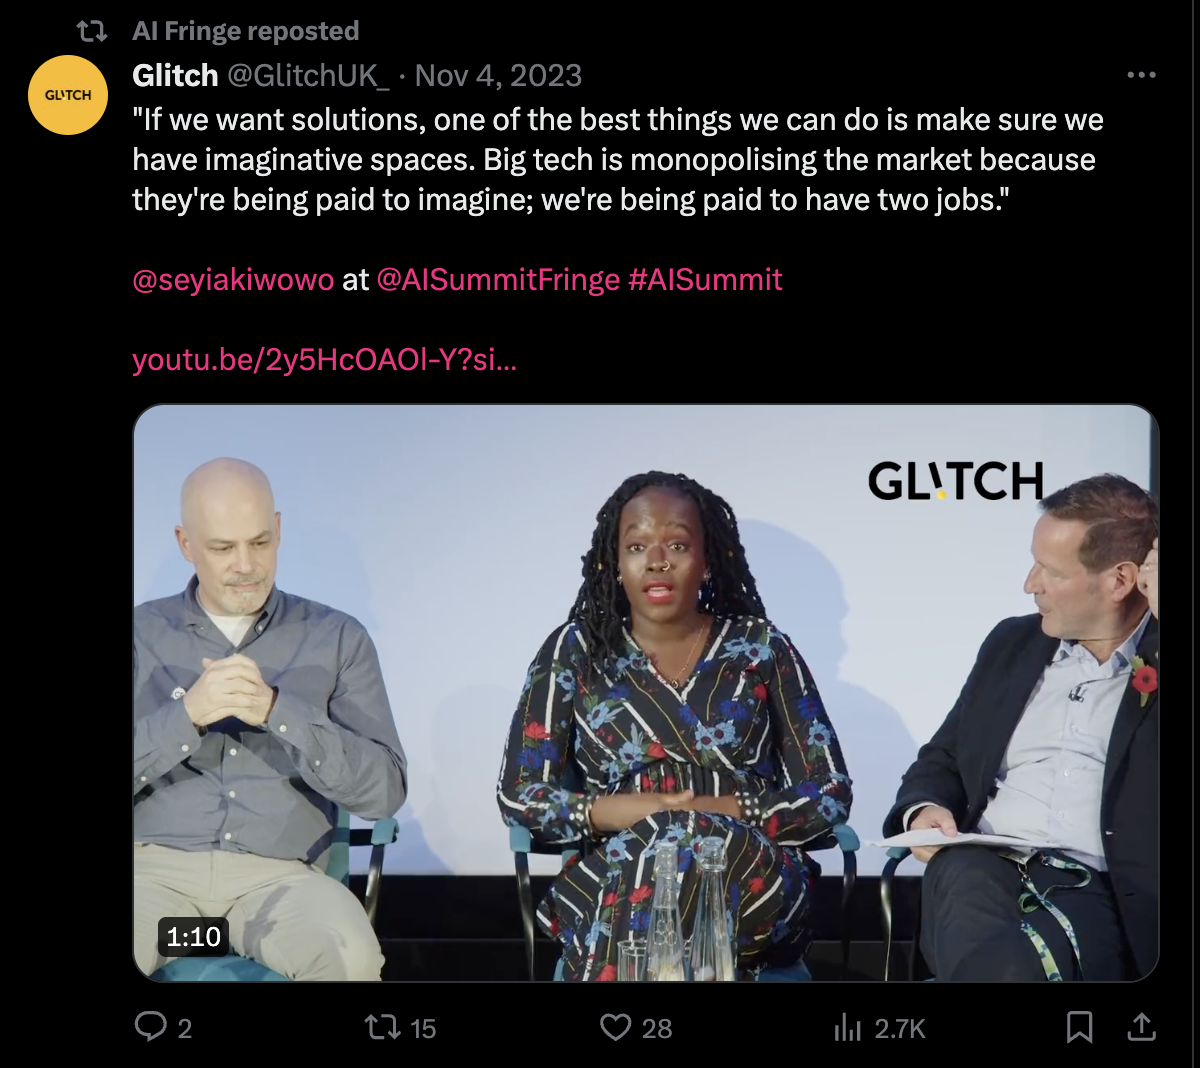 AI Fringe reposted
Glitch @GlitchUK_ · Nov 4, 2023
GL\TCH
"If we want solutions, one of the best things we can do is make sure we
have imaginative spaces. Big tech is monopolising the market because
they're being paid to imagine; we're being paid to have two jobs."
@seyiakiwowo at @AISummitFringe #AISummit
youtu.be/2y5HcOAOl-Y?si...
GL\TCH
1:10
2 15 28 2.7K